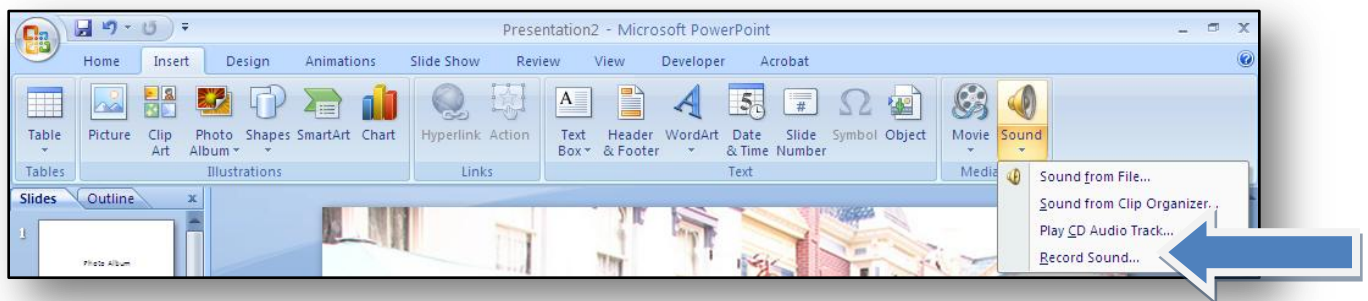 Presentation2 - Microsoft PowerPoint
Home Insert Design Animations Slide Show Review View Developer Acrobat
Table Picture Clip Art Photo Album Shapes SmartArt Chart Hyperlink Action Text Box Header & Footer WordArt Date & Time Slide Number Symbol Object Movie Sound
Tables Illustrations Links Text Media
Sound from File...
Slides Outline
Sound from Clip Organizer..
1
Play CD Audio Track...
Photo Album
Record Sound...